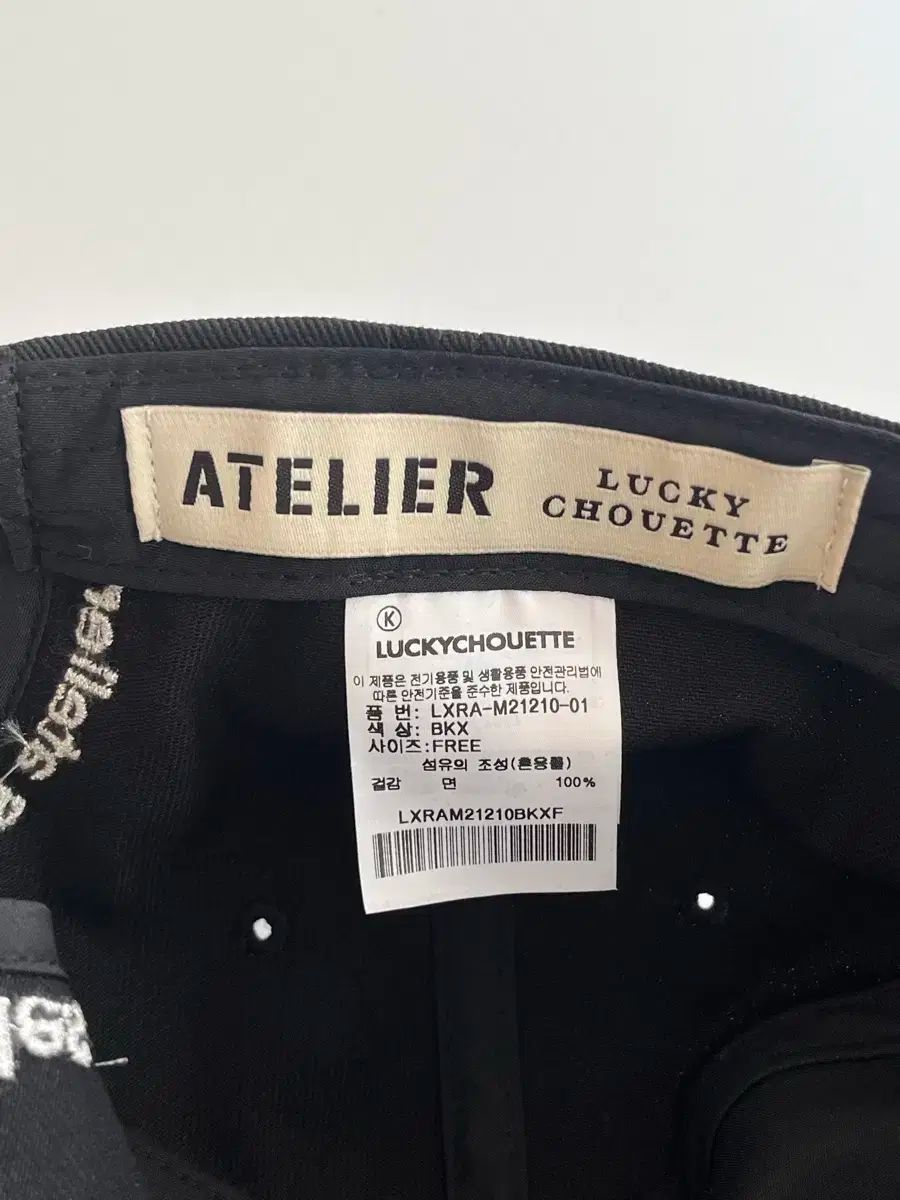 ATELIER
LUCKY
CHOUETTE
K
LUCKYCHOUETTE
이 제품은 전기용품 및 생활용품 안전관리법에
따른 안전기준을 준수한 제품입니다.
품 번: LXRA-M21210-01
색 상: BKX
사이즈:FREE
섬유의 조성(혼용률)
겉감 면 100%
LXRAM21210BKXF